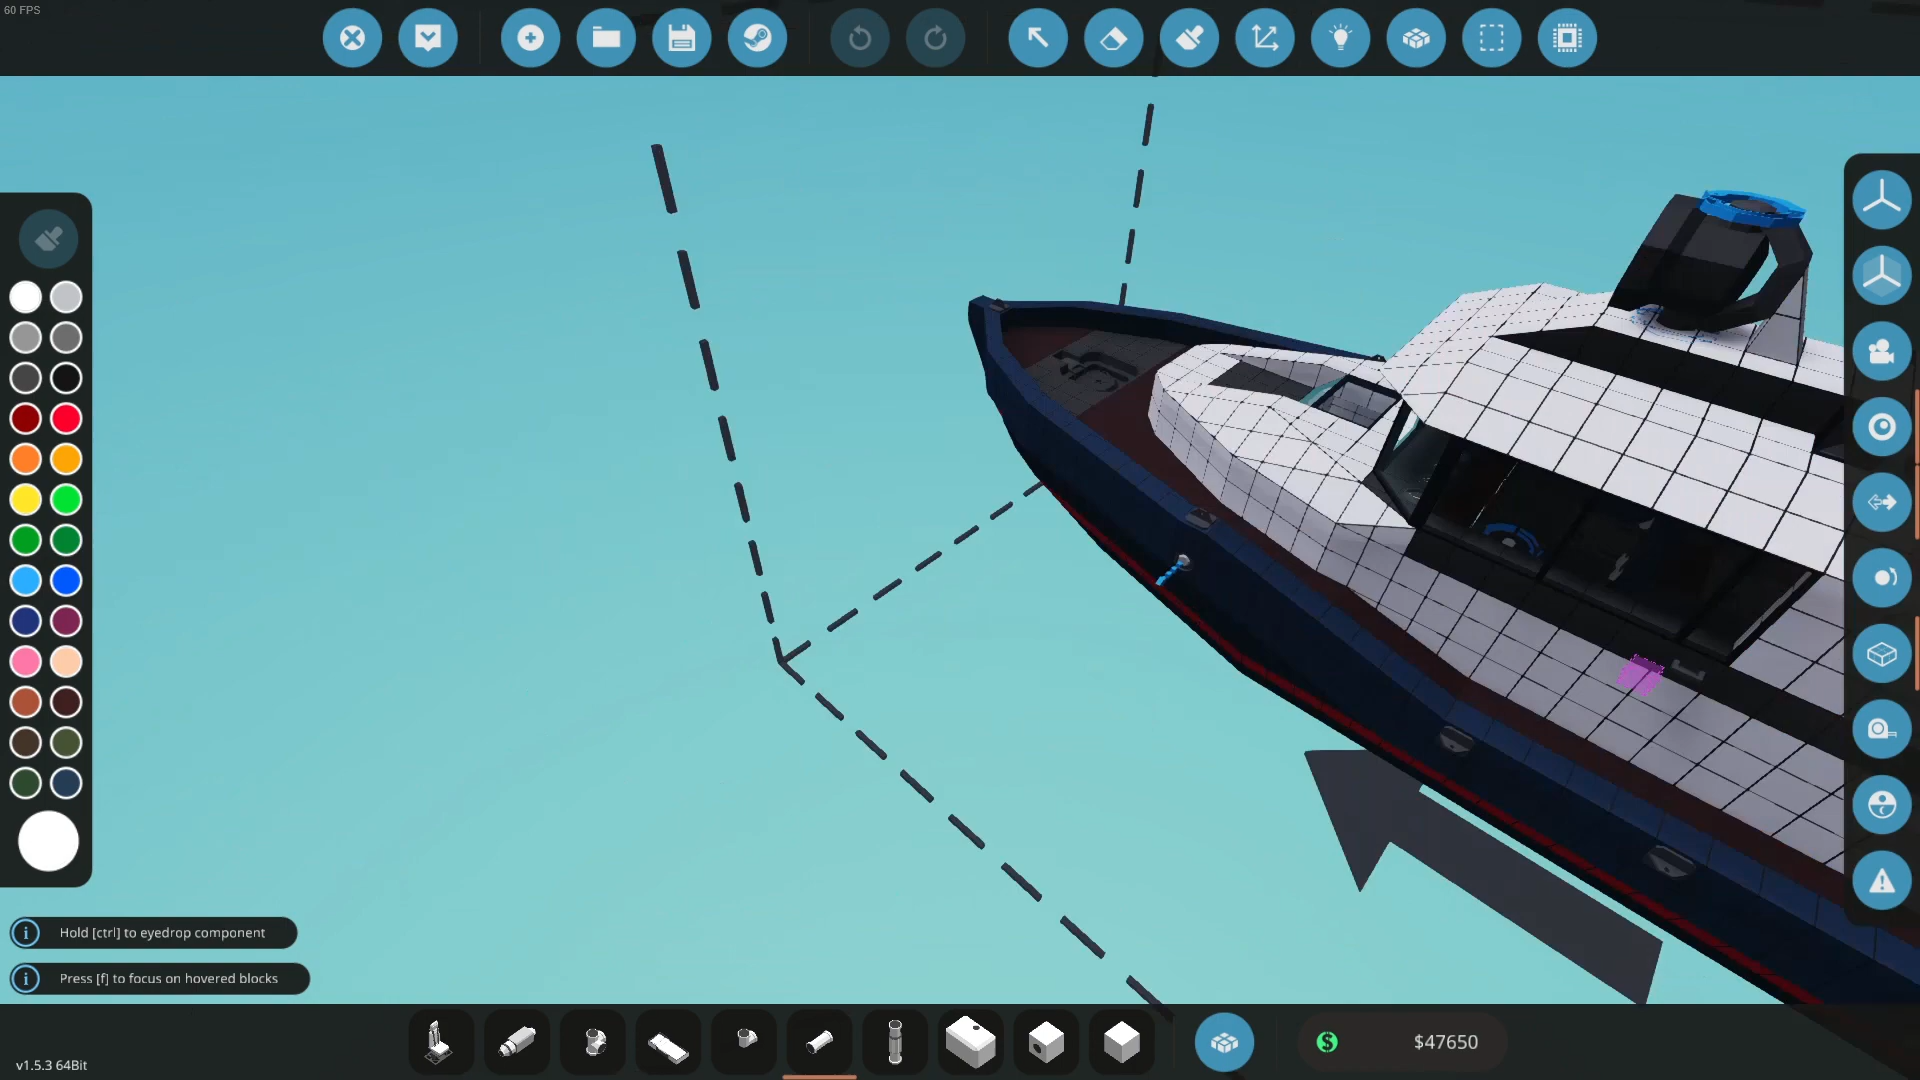 60 FPS
Hold [ctrl] to eyedrop component
Press [f] to focus on hovered blocks
v1.5.3 64Bit
$47650